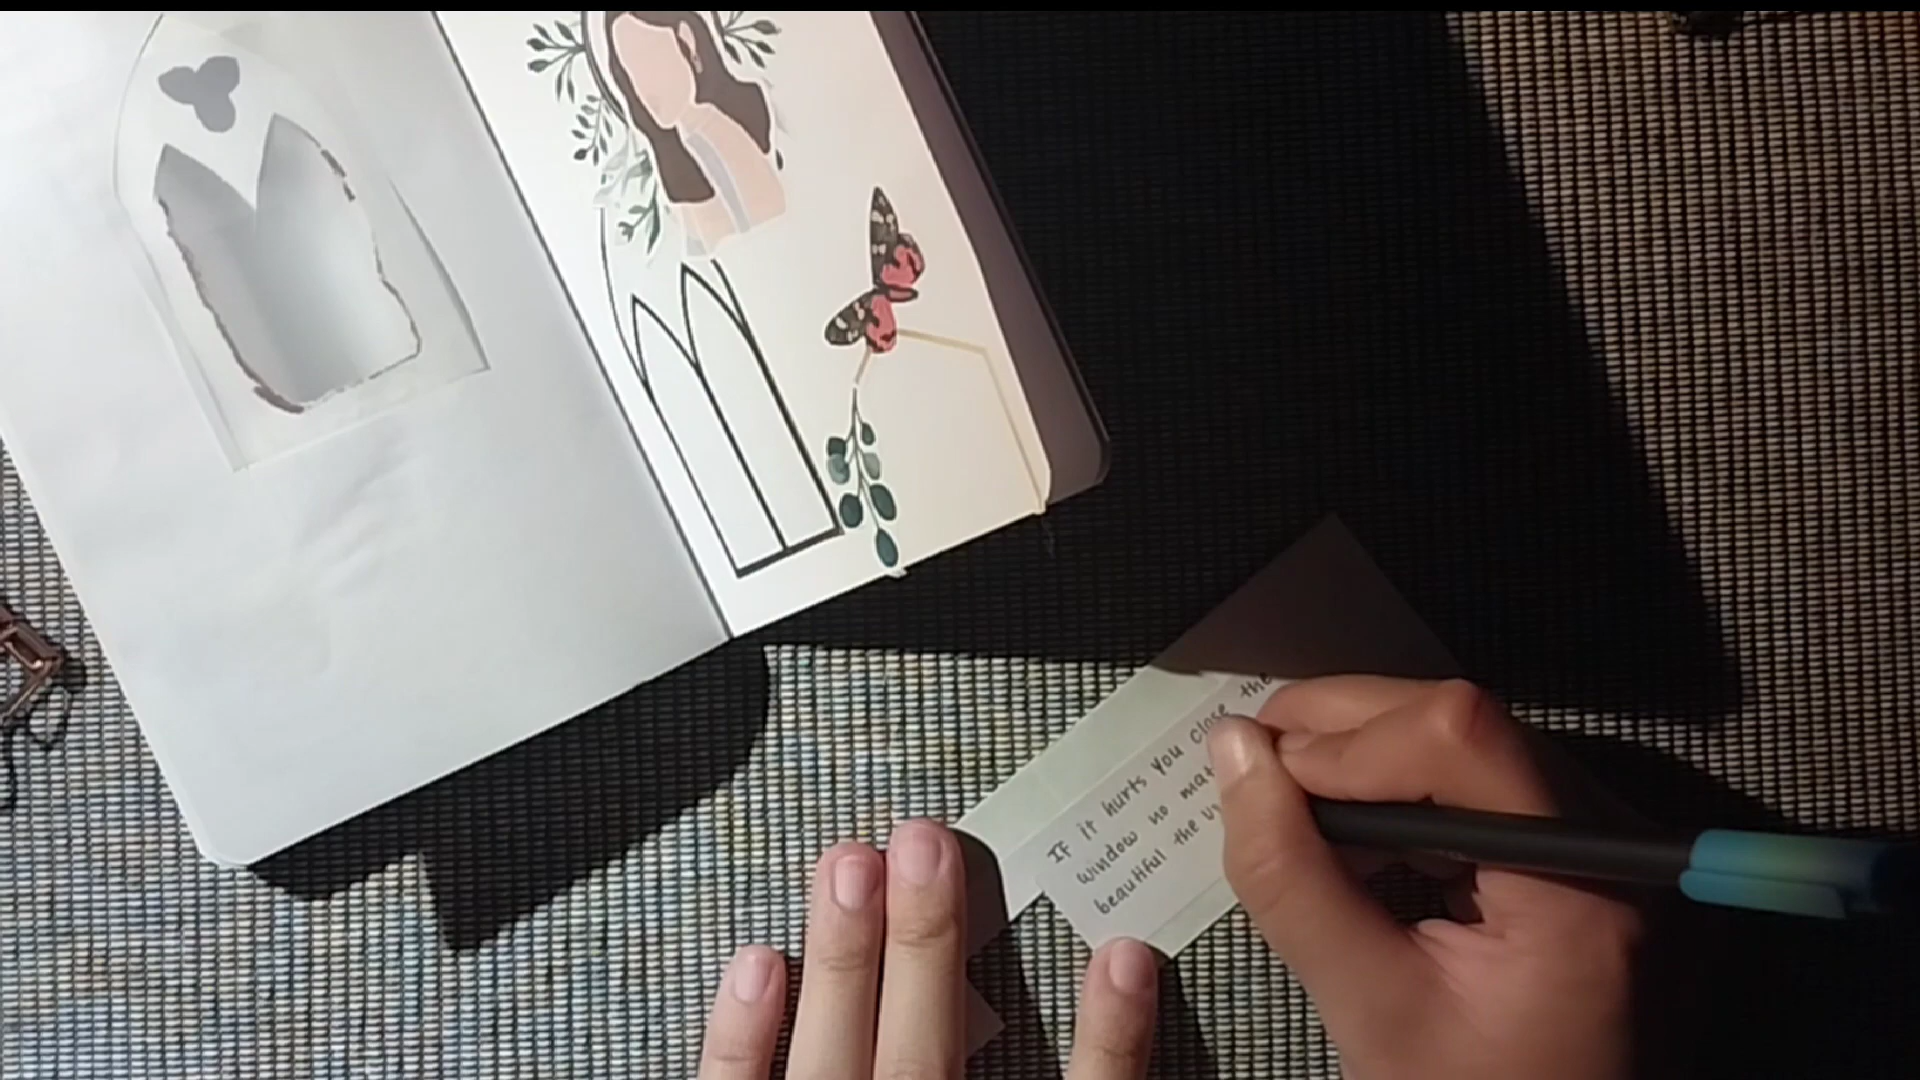 If it hurts you close the
window no
beautiful the